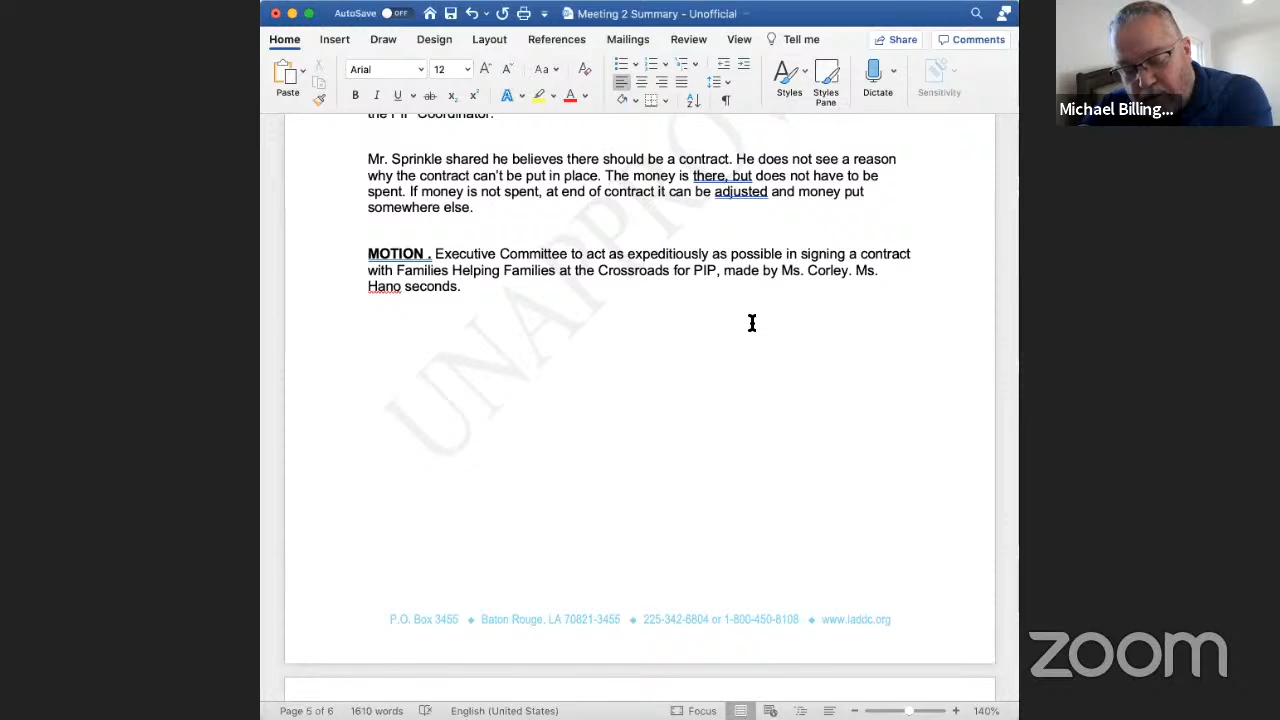 AutoSave OFF Meeting 2 Summary - Unofficial
Home Insert Draw Design Layout References Mailings Review View Tell me Share Comments
Arial 12
Paste Styles Styles Pane Dictate Sensitivity
the PIP Coordinator.
Mr. Sprinkle shared he believes there should be a contract. He does not see a reason
why the contract can't be put in place. The money is there, but does not have to be
spent. If money is not spent, at end of contract it can be adjusted and money put
somewhere else.
MOTION . Executive Committee to act as expeditiously as possible in signing a contract
with Families Helping Families at the Crossroads for PIP, made by Ms. Corley. Ms.
Hano seconds.
UNAPPROV
P.O. Box 3455 ◆ Baton Rouge, LA 70821-3455 ◆ 225-342-6804 or 1-800-450-8108 ◆ www.laddc.org
Page 5 of 6 1610 words English (United States) Focus 140%
Michael Billing...
zoom